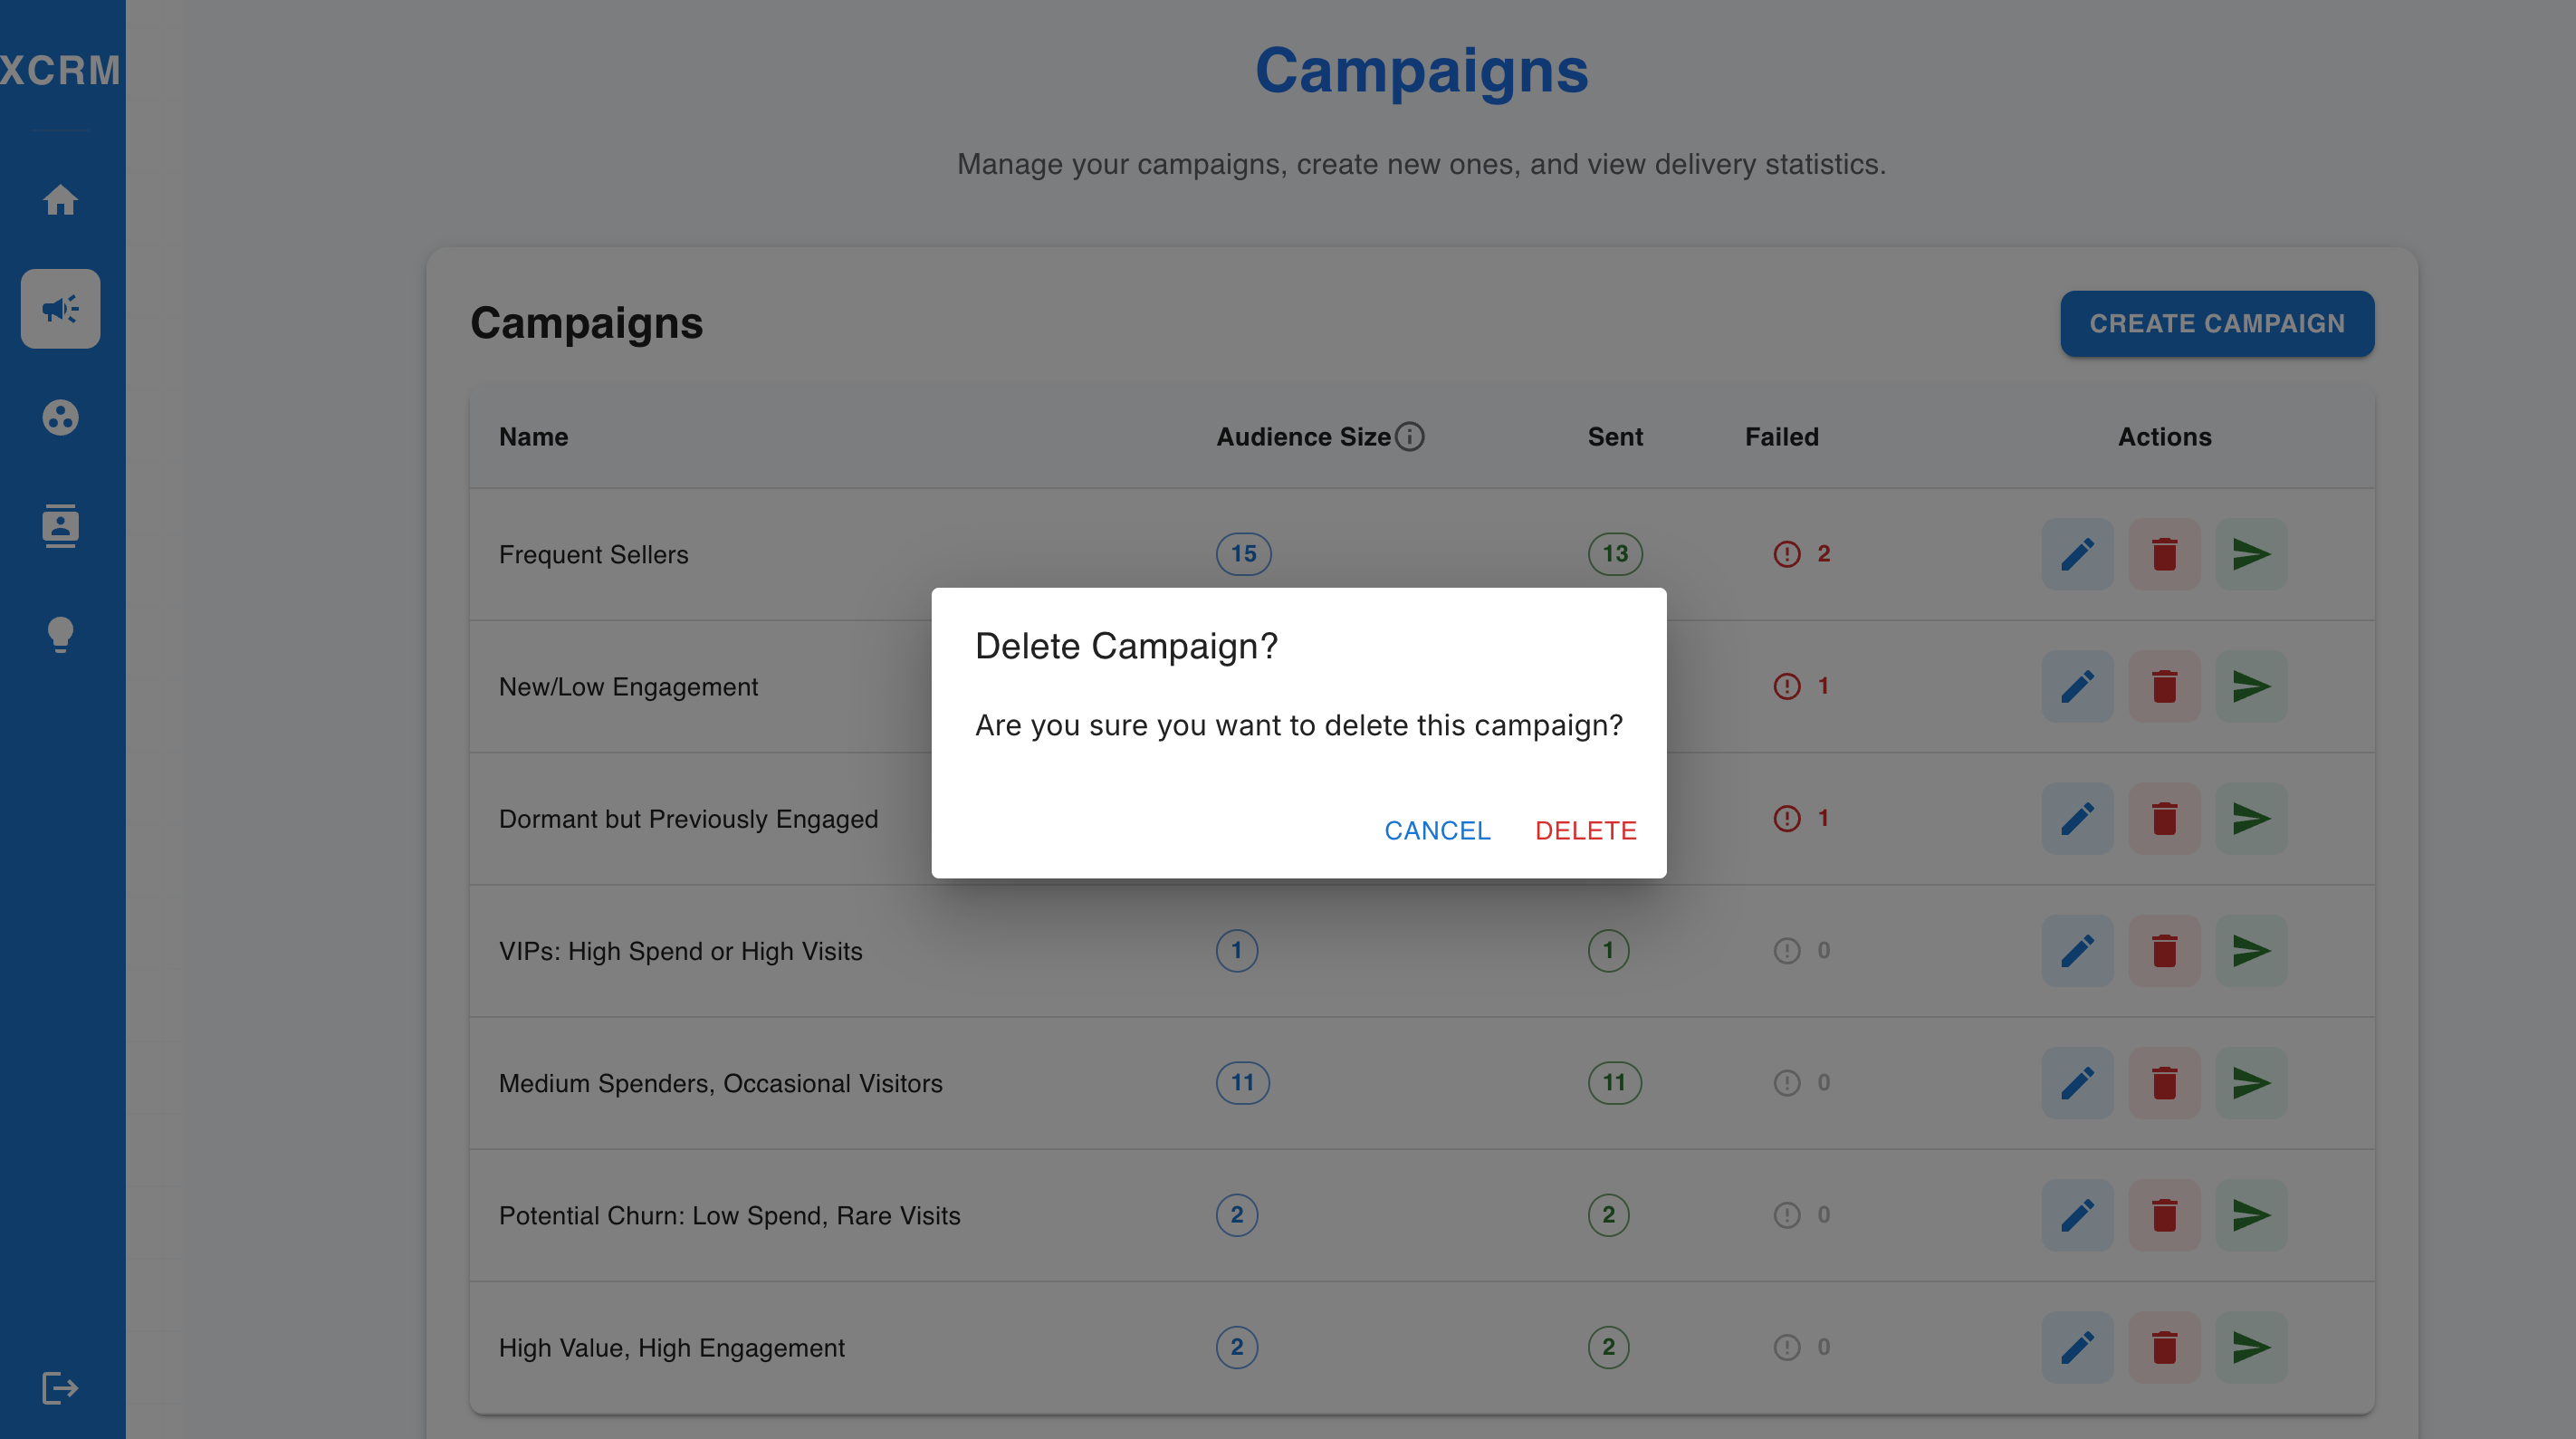 XCRM
Campaigns
Manage your campaigns, create new ones, and view delivery statistics.
Campaigns
CREATE CAMPAIGN
Name Audience Size Sent Failed Actions
Frequent Sellers 15 13 2
New/Low Engagement 1
Dormant but Previously Engaged 1
Delete Campaign?
Are you sure you want to delete this campaign?
CANCEL DELETE
VIPs: High Spend or High Visits 1 1 0
Medium Spenders, Occasional Visitors 11 11 0
Potential Churn: Low Spend, Rare Visits 2 2 0
High Value, High Engagement 2 2 0